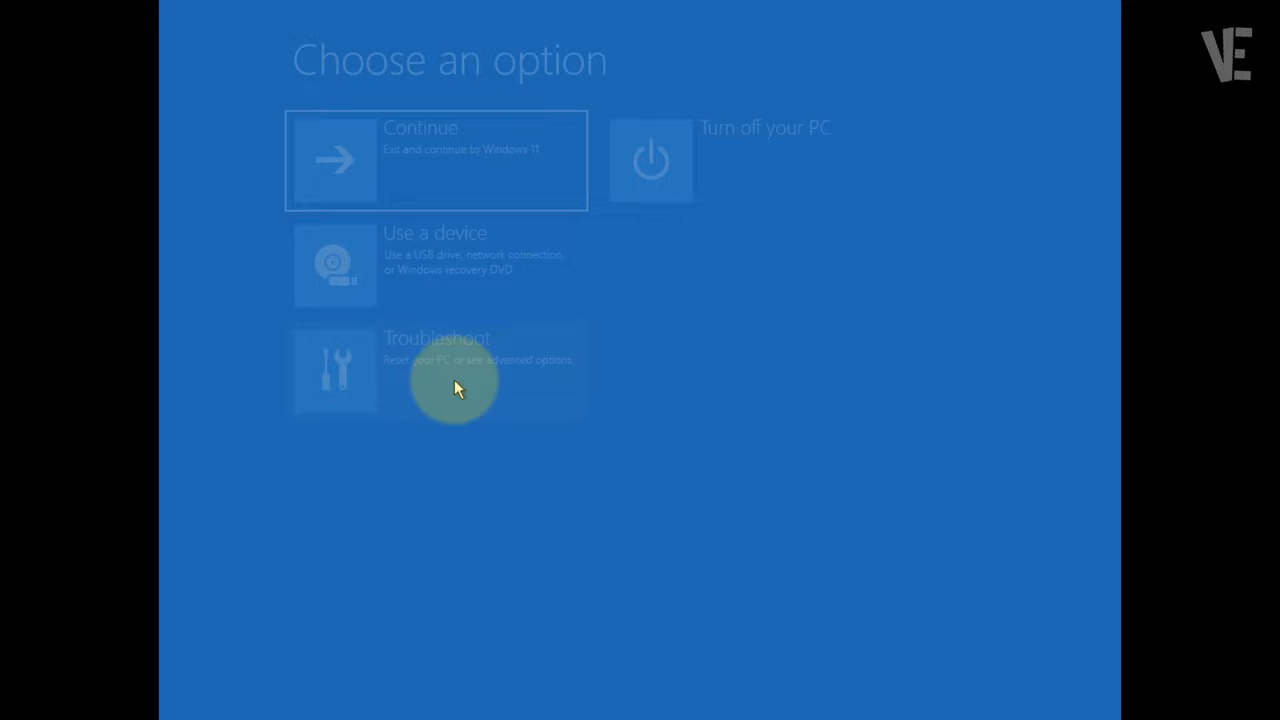 VE
Choose an option
Continue
Exit and continue to Windows 11
Turn off your PC
Use a device
Use a USB drive, network connection,
or Windows recovery DVD
Troubleshoot
Reset your PC or see advanced options